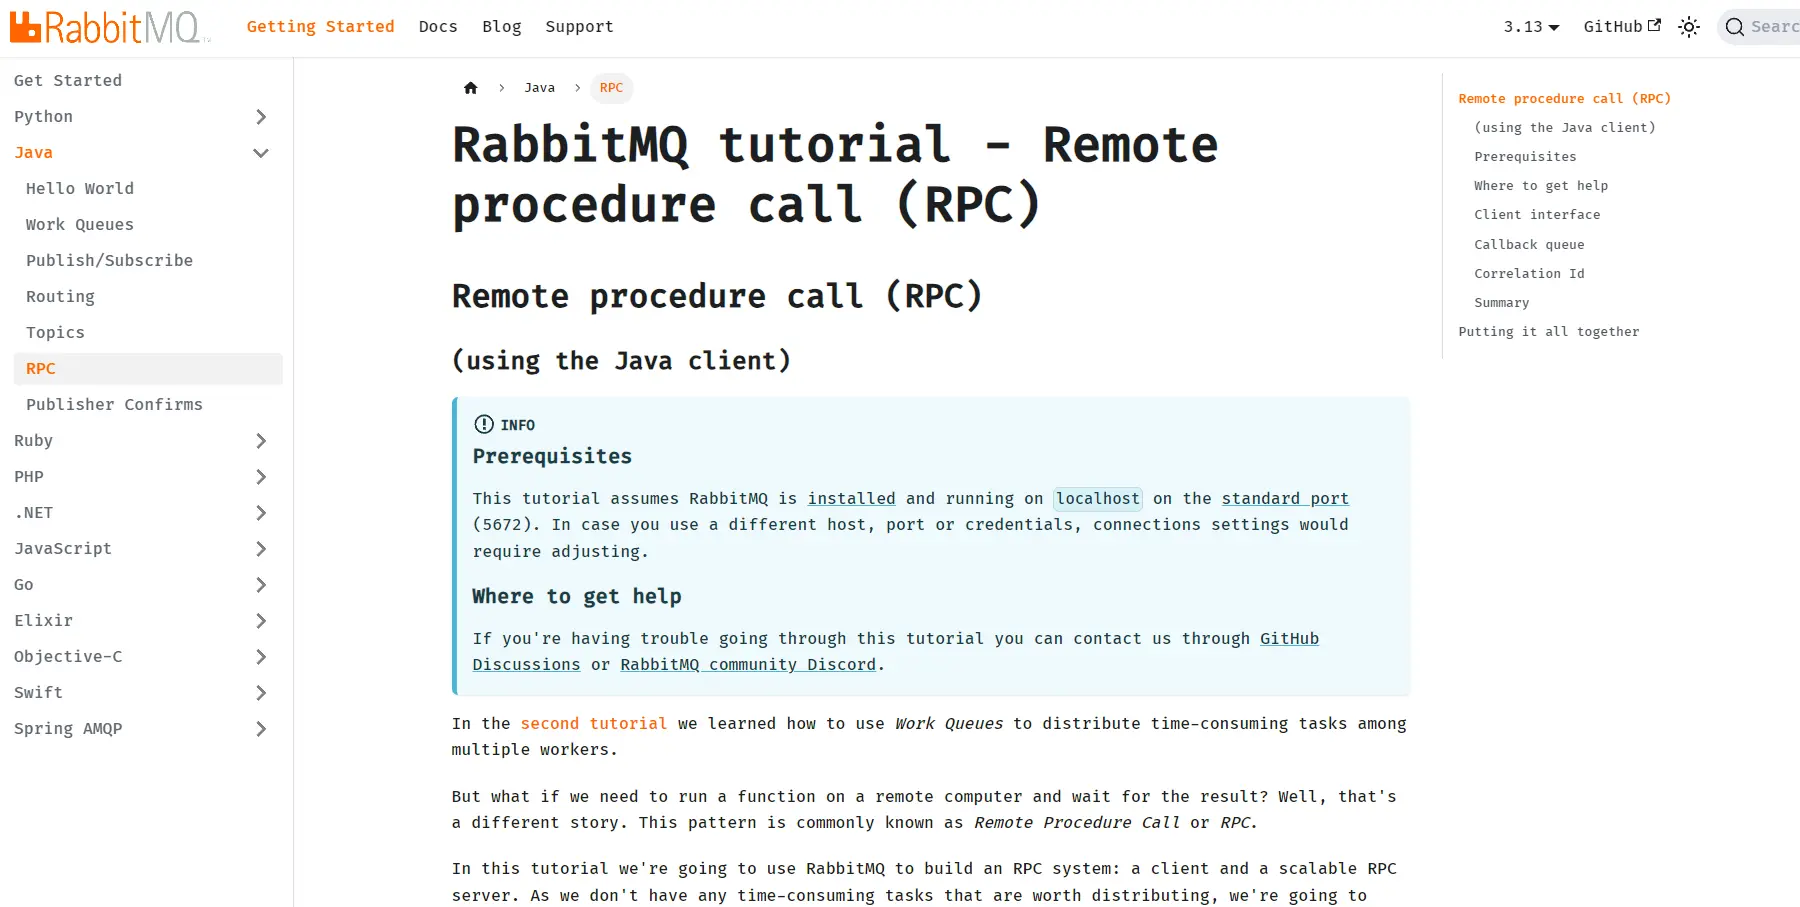 RabbitMQ
Getting Started
Docs
Blog
Support
3.13
GitHub
Get Started
Python
Java
Hello World
Work Queues
Publish/Subscribe
Routing
Topics
RPC
Publisher Confirms
Ruby
PHP
.NET
JavaScript
Go
Elixir
Objective-C
Swift
Spring AMQP
Java
RPC
RabbitMQ tutorial - Remote
procedure call (RPC)
Remote procedure call (RPC)
(using the Java client)
INFO
Prerequisites
This tutorial assumes RabbitMQ is installed and running on localhost on the standard port
(5672). In case you use a different host, port or credentials, connections settings would
require adjusting.
Where to get help
If you're having trouble going through this tutorial you can contact us through GitHub
Discussions or RabbitMQ community Discord.
In the second tutorial we learned how to use Work Queues to distribute time-consuming tasks among
multiple workers.
But what if we need to run a function on a remote computer and wait for the result? Well, that's
a different story. This pattern is commonly known as Remote Procedure Call or RPC.
In this tutorial we're going to use RabbitMQ to build an RPC system: a client and a scalable RPC
server. As we don't have any time-consuming tasks that are worth distributing, we're going to
Remote procedure call (RPC)
(using the Java client)
Prerequisites
Where to get help
Client interface
Callback queue
Correlation Id
Summary
Putting it all together